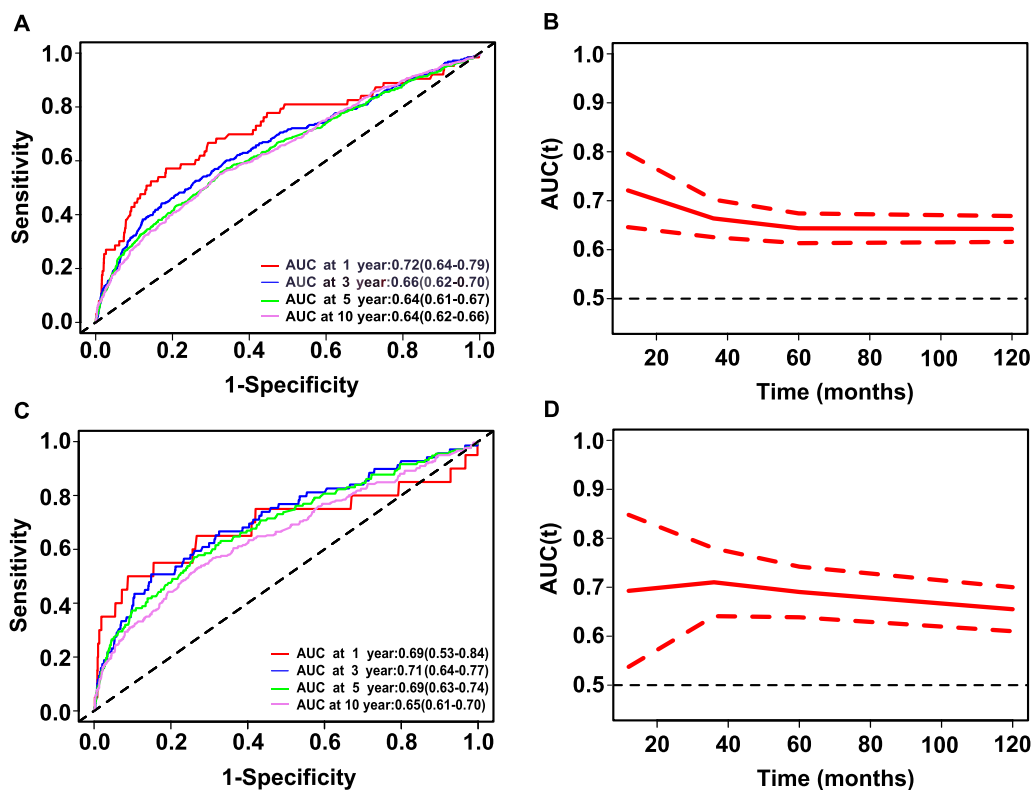 A
Sensitivity
1.0
0.8
0.6
0.4
0.2
0.0
AUC at 1 year:0.72(0.64-0.79)
AUC at 3 year:0.66(0.62-0.70)
AUC at 5 year:0.64(0.61-0.67)
AUC at 10 year:0.64(0.62-0.66)
0.0 0.2 0.4 0.6 0.8 1.0
1-Specificity
B
AUC(t)
1.0
0.9
0.8
0.7
0.6
0.5
20 40 60 80 100 120
Time (months)
C
Sensitivity
1.0
0.8
0.6
0.4
0.2
0.0
AUC at 1 year:0.69(0.53-0.84)
AUC at 3 year:0.71(0.64-0.77)
AUC at 5 year:0.69(0.63-0.74)
AUC at 10 year:0.65(0.61-0.70)
0.0 0.2 0.4 0.6 0.8 1.0
1-Specificity
D
AUC(t)
1.0
0.9
0.8
0.7
0.6
0.5
20 40 60 80 100 120
Time (months)